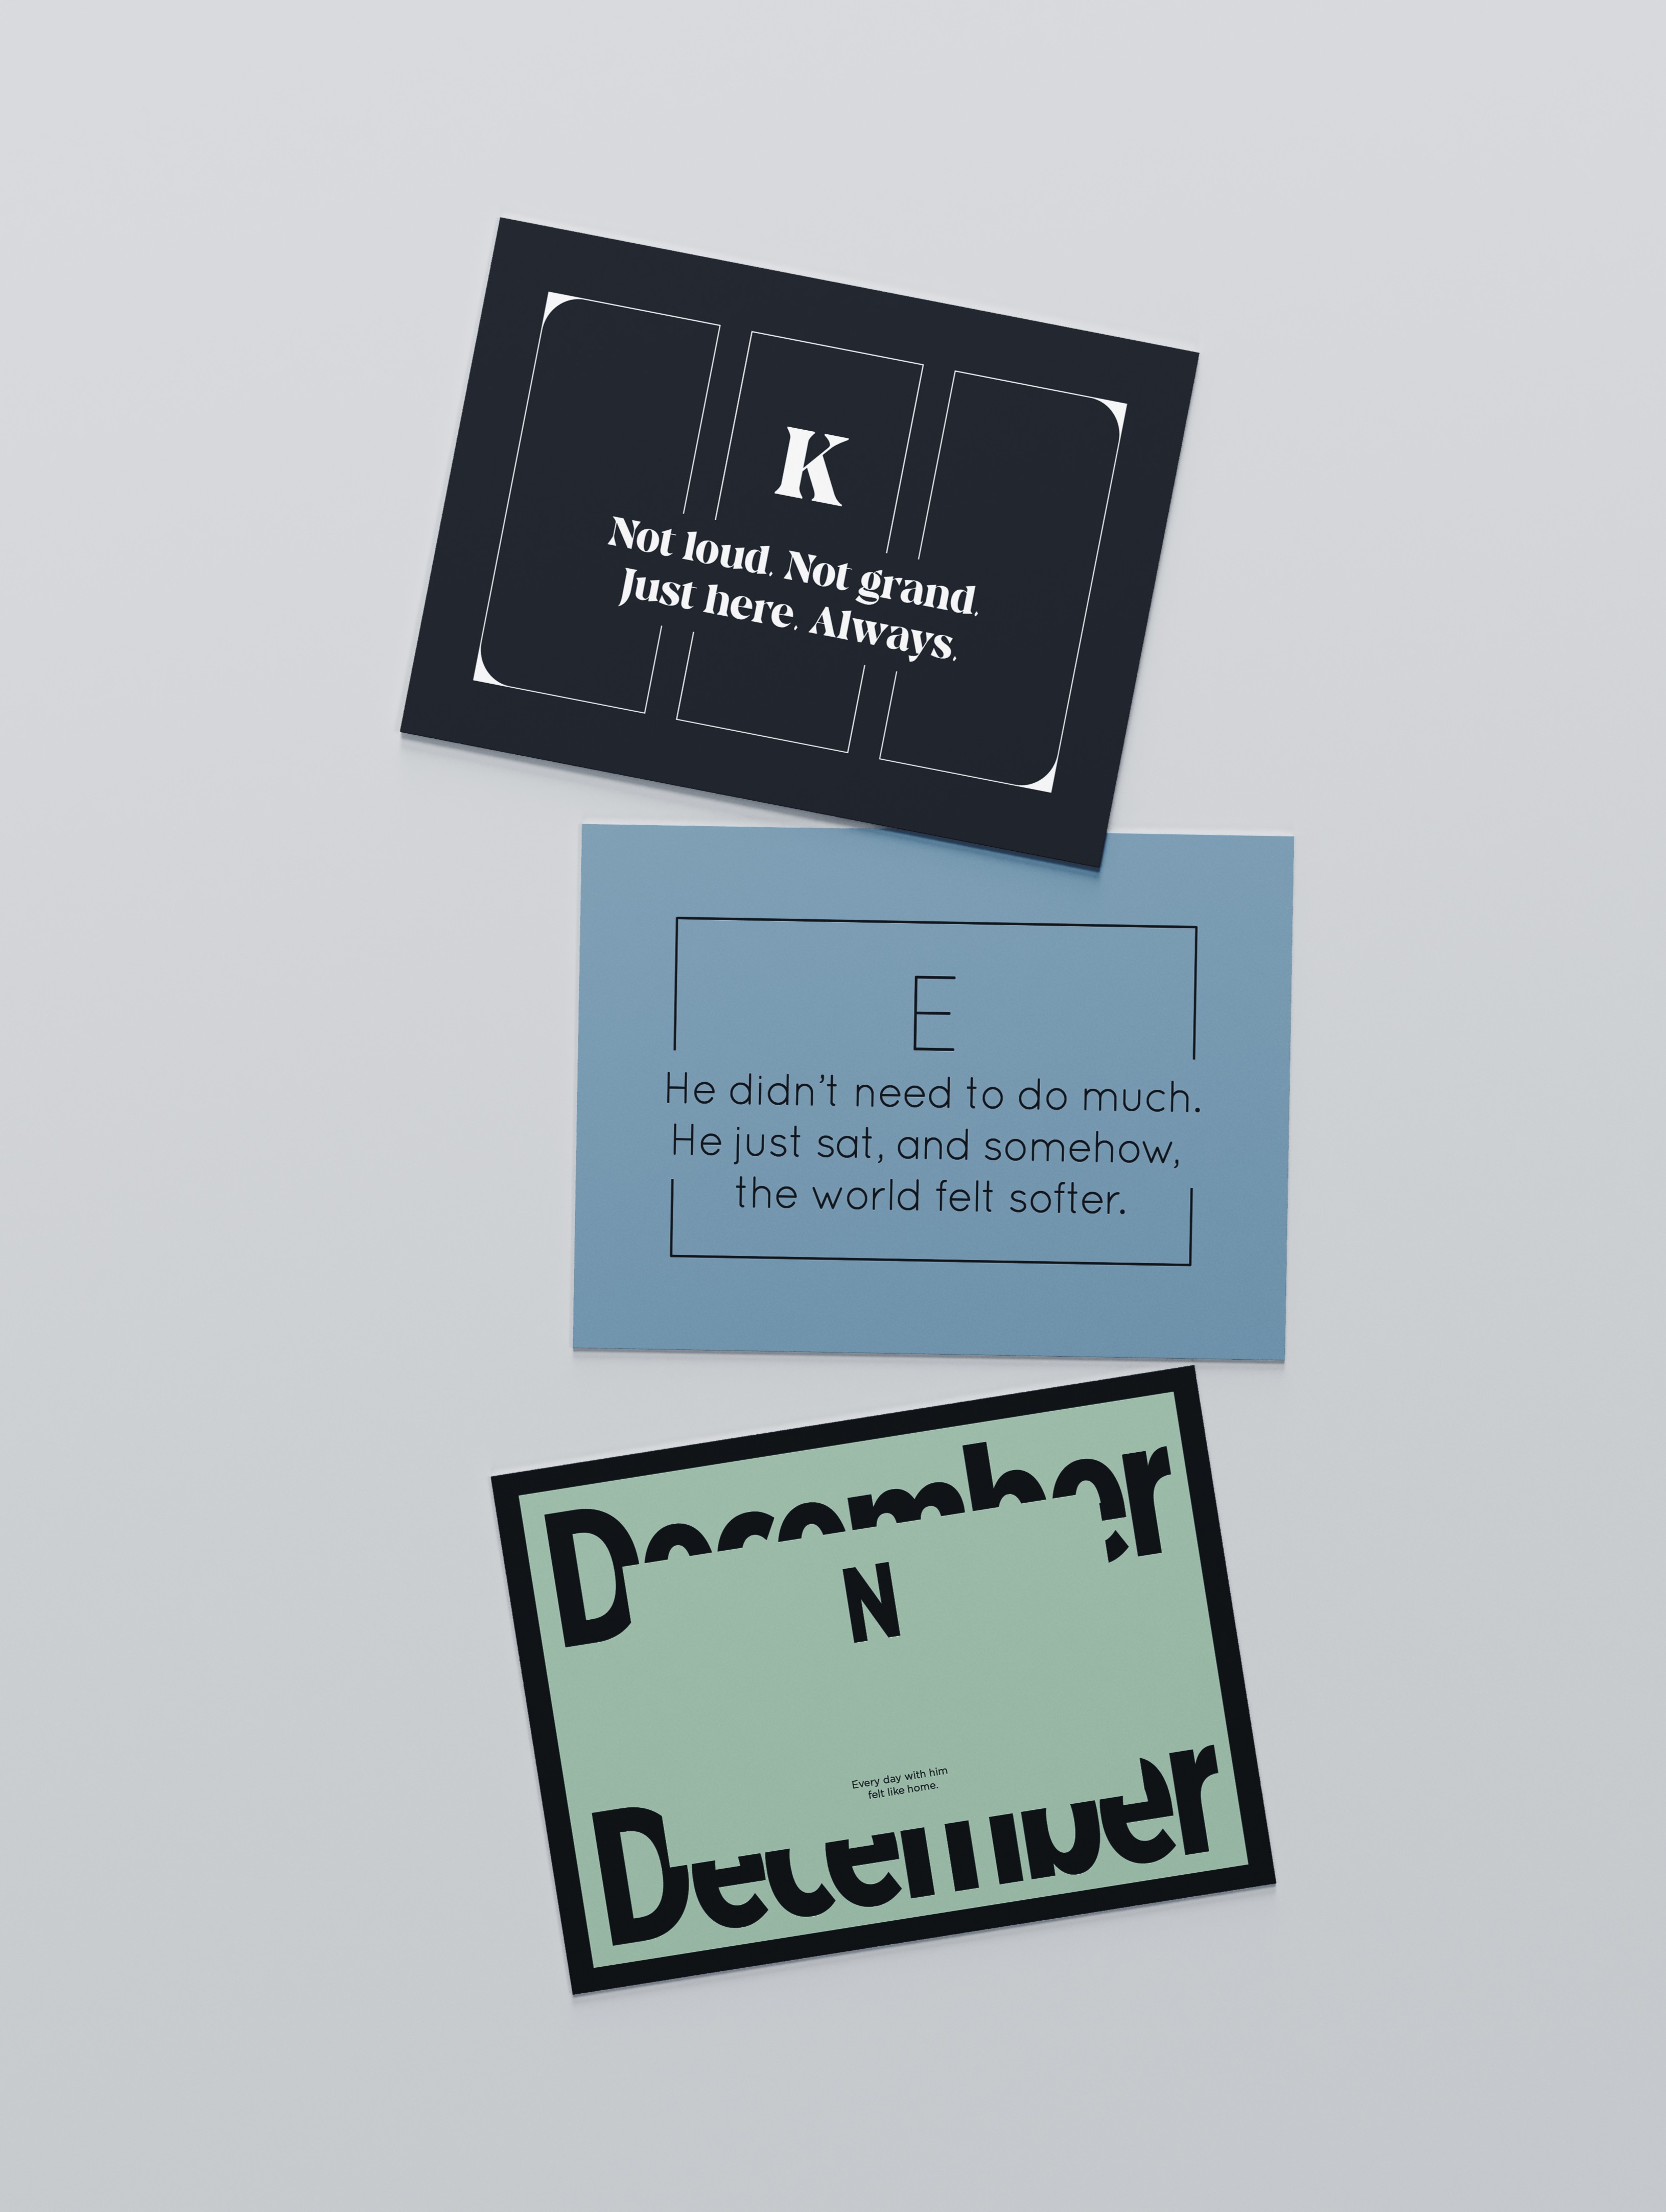 K
Not loud. Not grand.
Just here. Always.
E
He didn’t need to do much.
He just sat, and somehow,
the world felt softer.
December
N
Every day with him
felt like home.
December